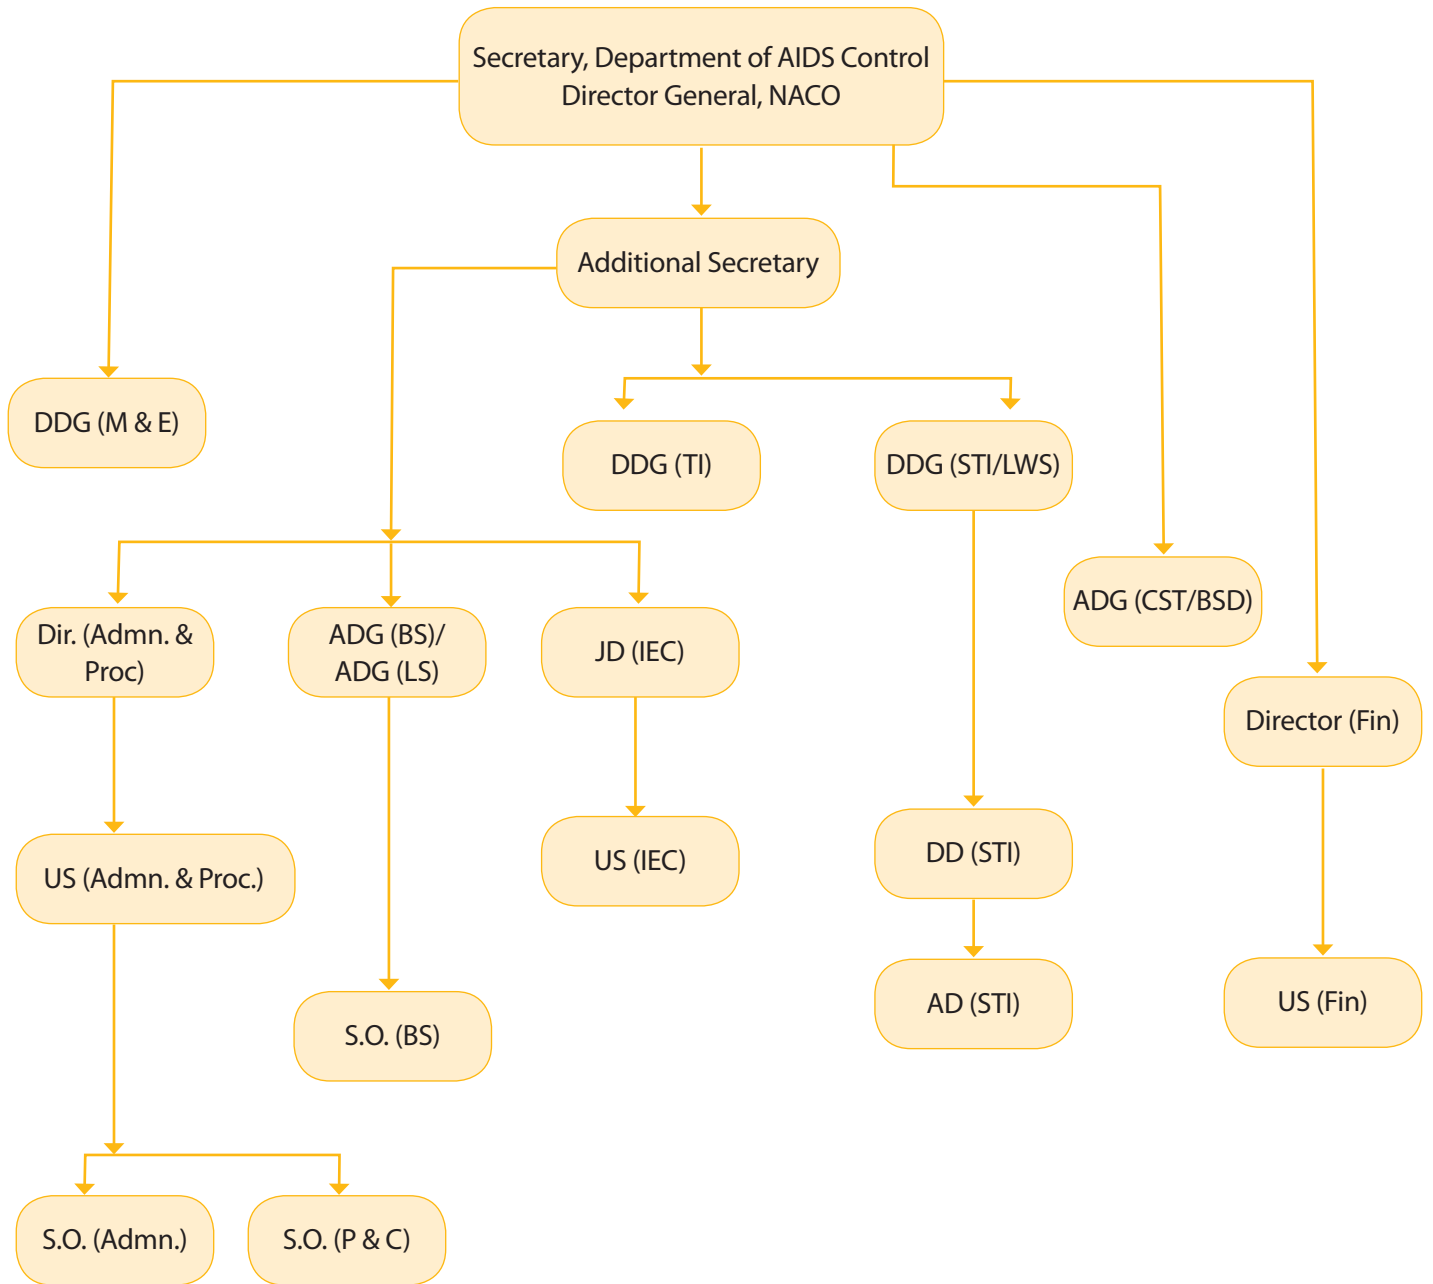 Secretary, Department of AIDS Control
Director General, NACO
Additional Secretary
DDG (M & E)
DDG (TI)
DDG (STI/LWS)
ADG (CST/BSD)
Dir. (Admn. &
Proc)
ADG (BS)/
ADG (LS)
JD (IEC)
Director (Fin)
US (Admn. & Proc.)
US (IEC)
DD (STI)
S.O. (BS)
AD (STI)
US (Fin)
S.O. (Admn.)
S.O. (P & C)